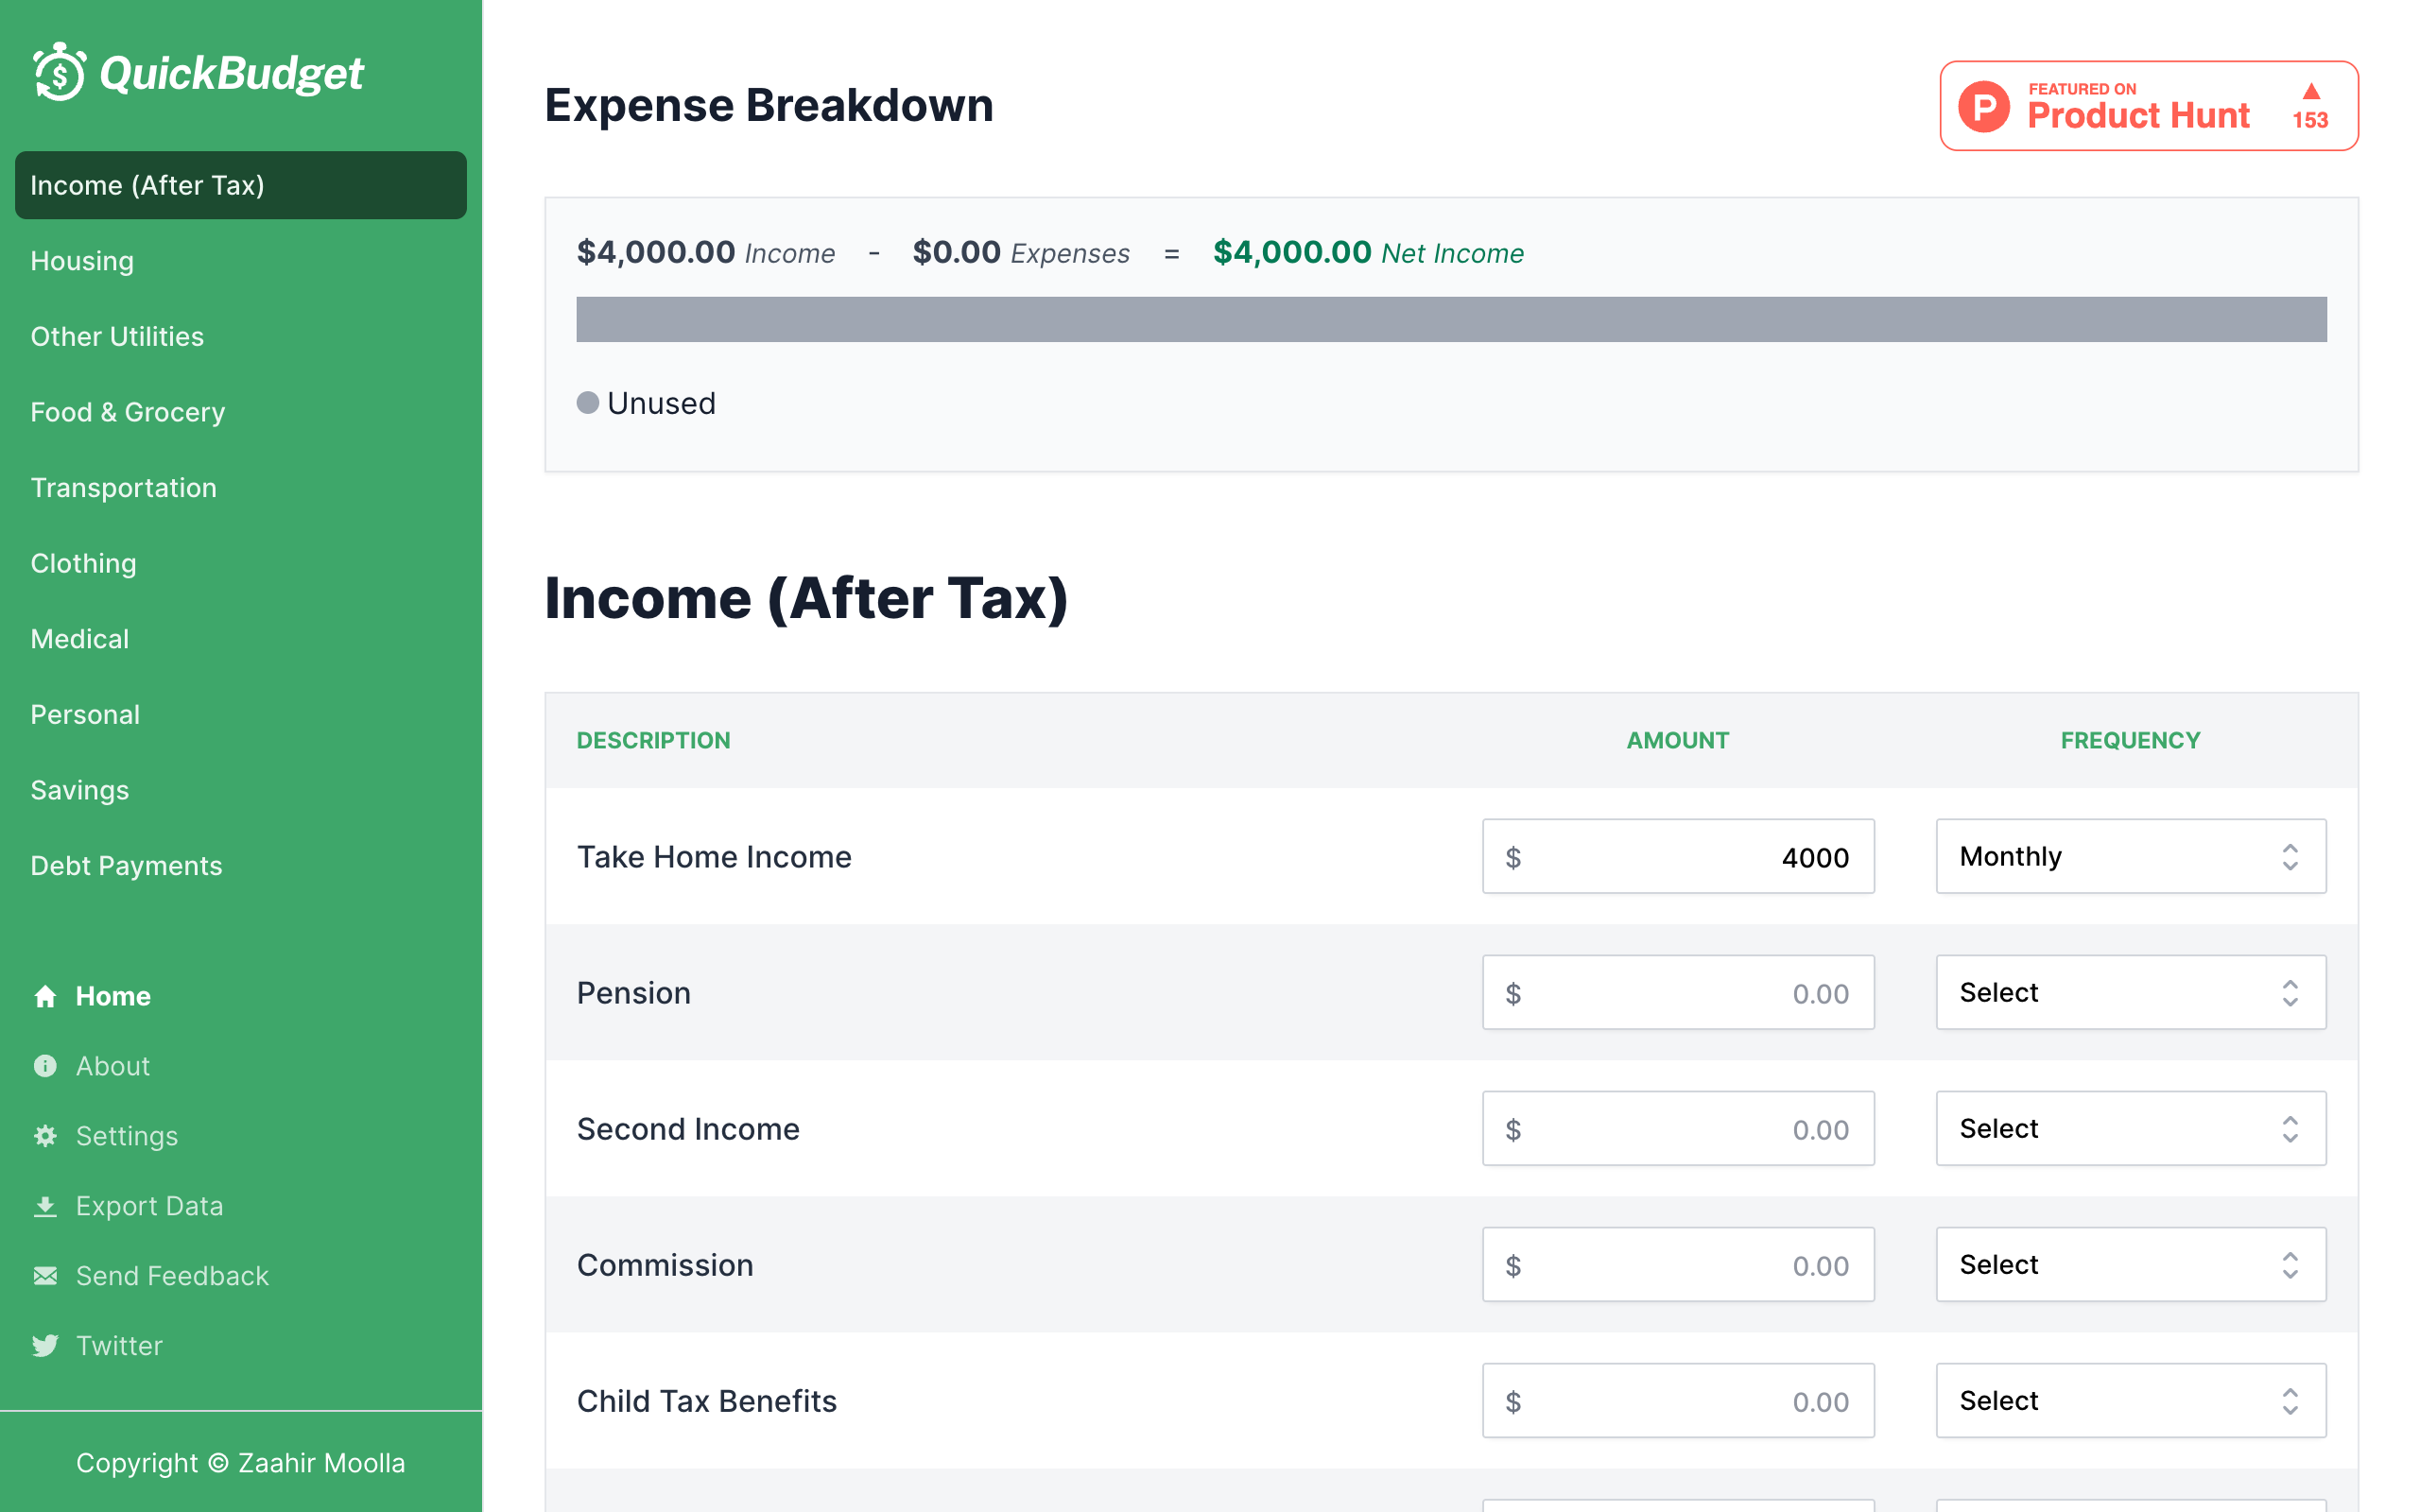 QuickBudget
Income (After Tax)
Housing
Other Utilities
Food & Grocery
Transportation
Clothing
Medical
Personal
Savings
Debt Payments
Home
About
Settings
Export Data
Send Feedback
Twitter
Copyright © Zaahir Moolla
Expense Breakdown
FEATURED ON
Product Hunt
153
$4,000.00 Income - $0.00 Expenses = $4,000.00 Net Income
Unused
Income (After Tax)
DESCRIPTION AMOUNT FREQUENCY
Take Home Income $ 4000 Monthly
Pension $ 0.00 Select
Second Income $ 0.00 Select
Commission $ 0.00 Select
Child Tax Benefits $ 0.00 Select